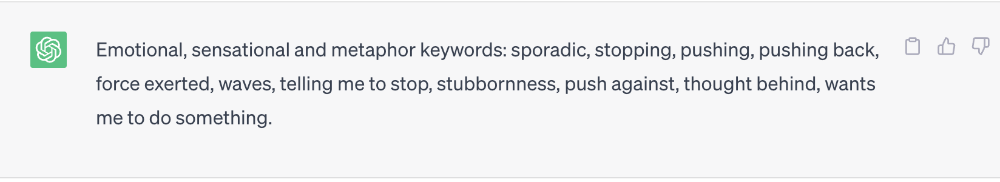 Emotional, sensational and metaphor keywords: sporadic, stopping, pushing, pushing back,
force exerted, waves, telling me to stop, stubbornness, push against, thought behind, wants
me to do something.